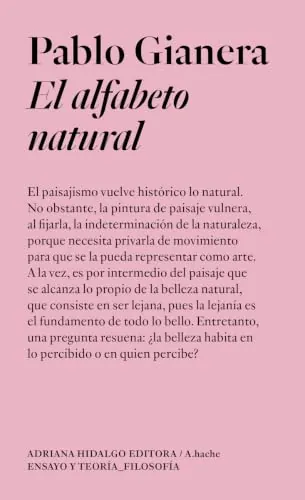 Pablo Gianera
El alfabeto
natural
El paisajismo vuelve histórico lo natural.
No obstante, la pintura de paisaje vulnera,
al fijarla, la indeterminación de la naturaleza,
porque necesita privarla de movimiento
para que se la pueda representar como arte.
A la vez, es por intermedio del paisaje que
se alcanza lo propio de la belleza natural,
que consiste en ser lejana, pues la lejanía es
el fundamento de todo lo bello. Entretanto,
una pregunta resuena: ¿la belleza habita en
lo percibido o en quien percibe?
ADRIANA HIDALGO EDITORA / A.hache
ENSAYO Y TEORÍA_FILOSOFÍA